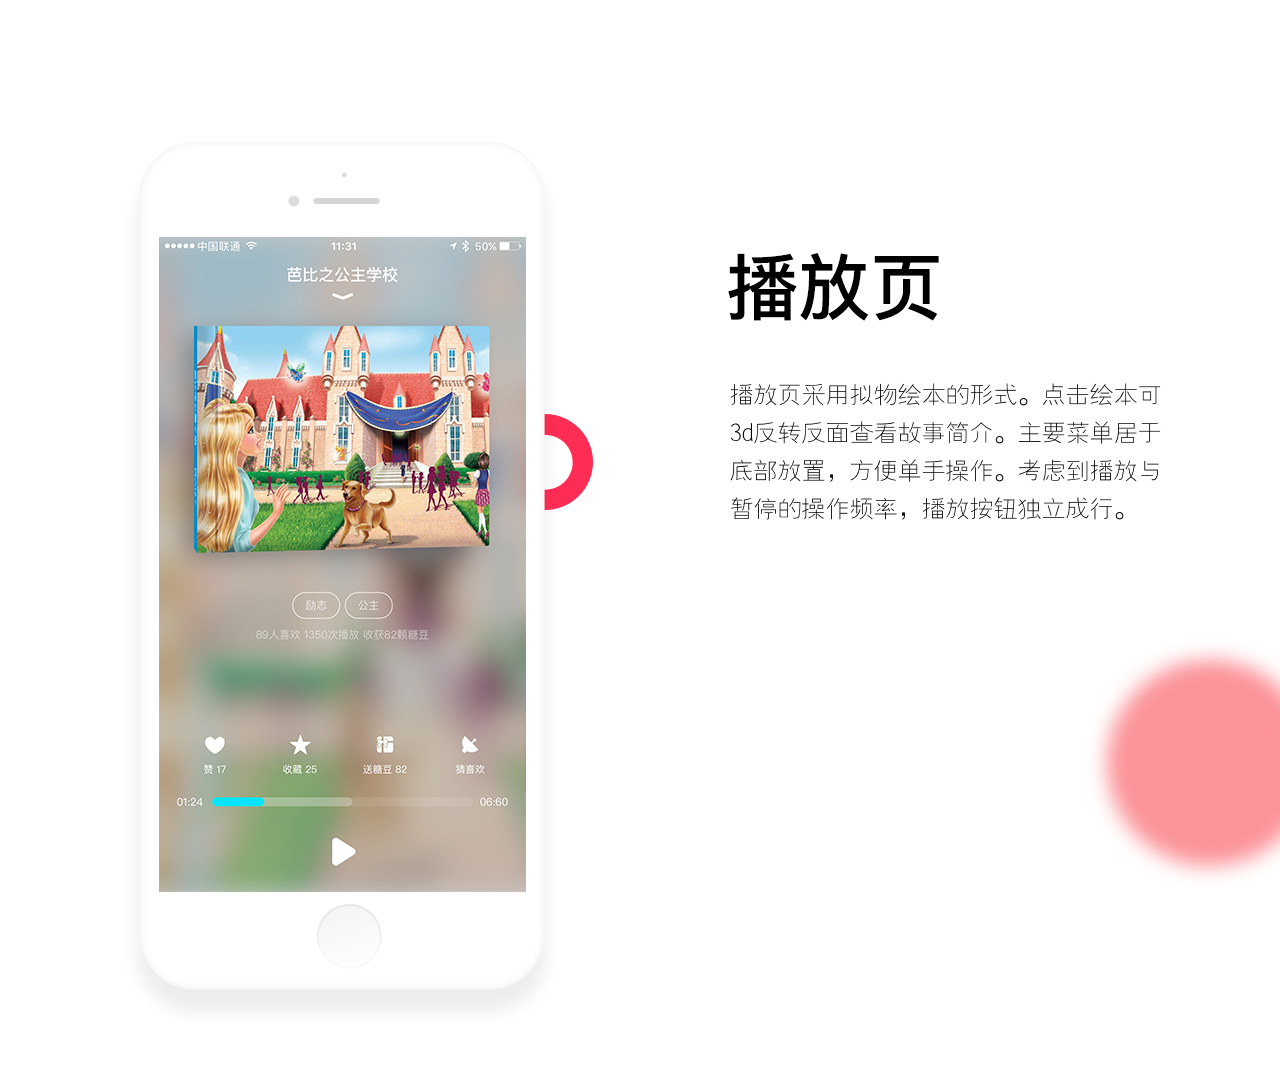 中国联通
11:31
50%
芭比之公主学校
励志
公主
89人喜欢 1350次播放 收获82颗糖豆
赞 17
收藏 25
送糖豆 82
猜喜欢
01:24
06:60
播放页
播放页采用拟物绘本的形式。点击绘本可
3d反转反面查看故事简介。主要菜单居于
底部放置，方便单手操作。考虑到播放与
暂停的操作频率，播放按钮独立成行。